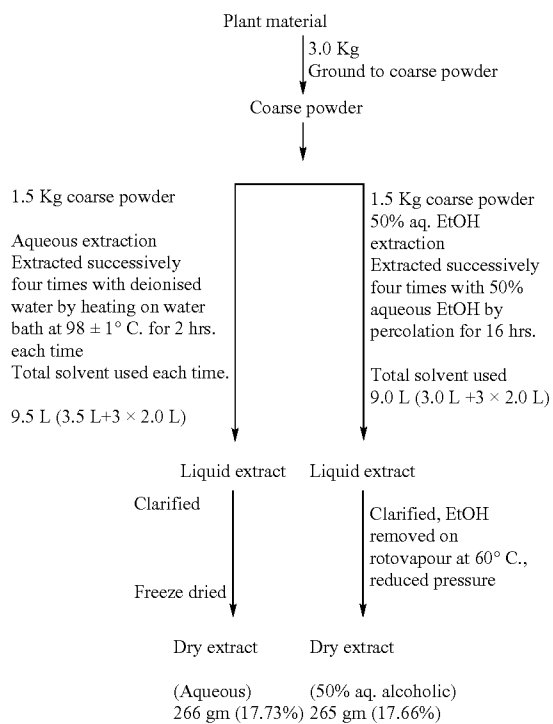 Plant material
3.0 Kg
Ground to coarse powder
Coarse powder
1.5 Kg coarse powder
Aqueous extraction
Extracted successively
four times with deionised
water by heating on water
bath at 98 ± 1° C. for 2 hrs.
each time
Total solvent used each time.
9.5 L (3.5 L+3 × 2.0 L)
1.5 Kg coarse powder
50% aq. EtOH
extraction
Extracted successively
four times with 50%
aqueous EtOH by
percolation for 16 hrs.
Total solvent used
9.0 L (3.0 L +3 × 2.0 L)
Liquid extract
Clarified
Freeze dried
Dry extract
(Aqueous)
266 gm (17.73%)
Liquid extract
Clarified, EtOH
removed on
rotovapour at 60° C.,
reduced pressure
Dry extract
(50% aq. alcoholic)
265 gm (17.66%)